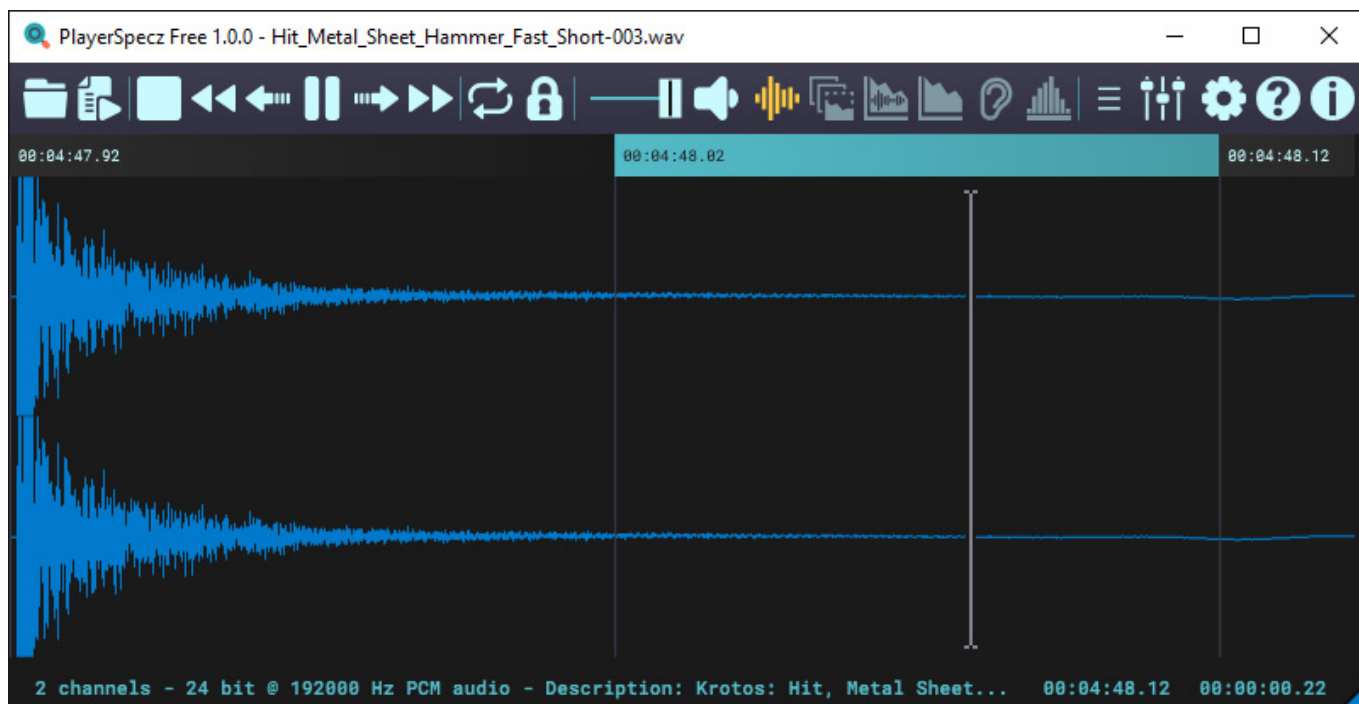 PlayerSpecz Free 1.0.0 - Hit_Metal_Sheet_Hammer_Fast_Short-003.wav
00:04:47.92 00:04:48.02 00:04:48.12
2 channels - 24 bit @ 192000 Hz PCM audio - Description: Krotos: Hit, Metal Sheet... 00:04:48.12 00:00:00.22